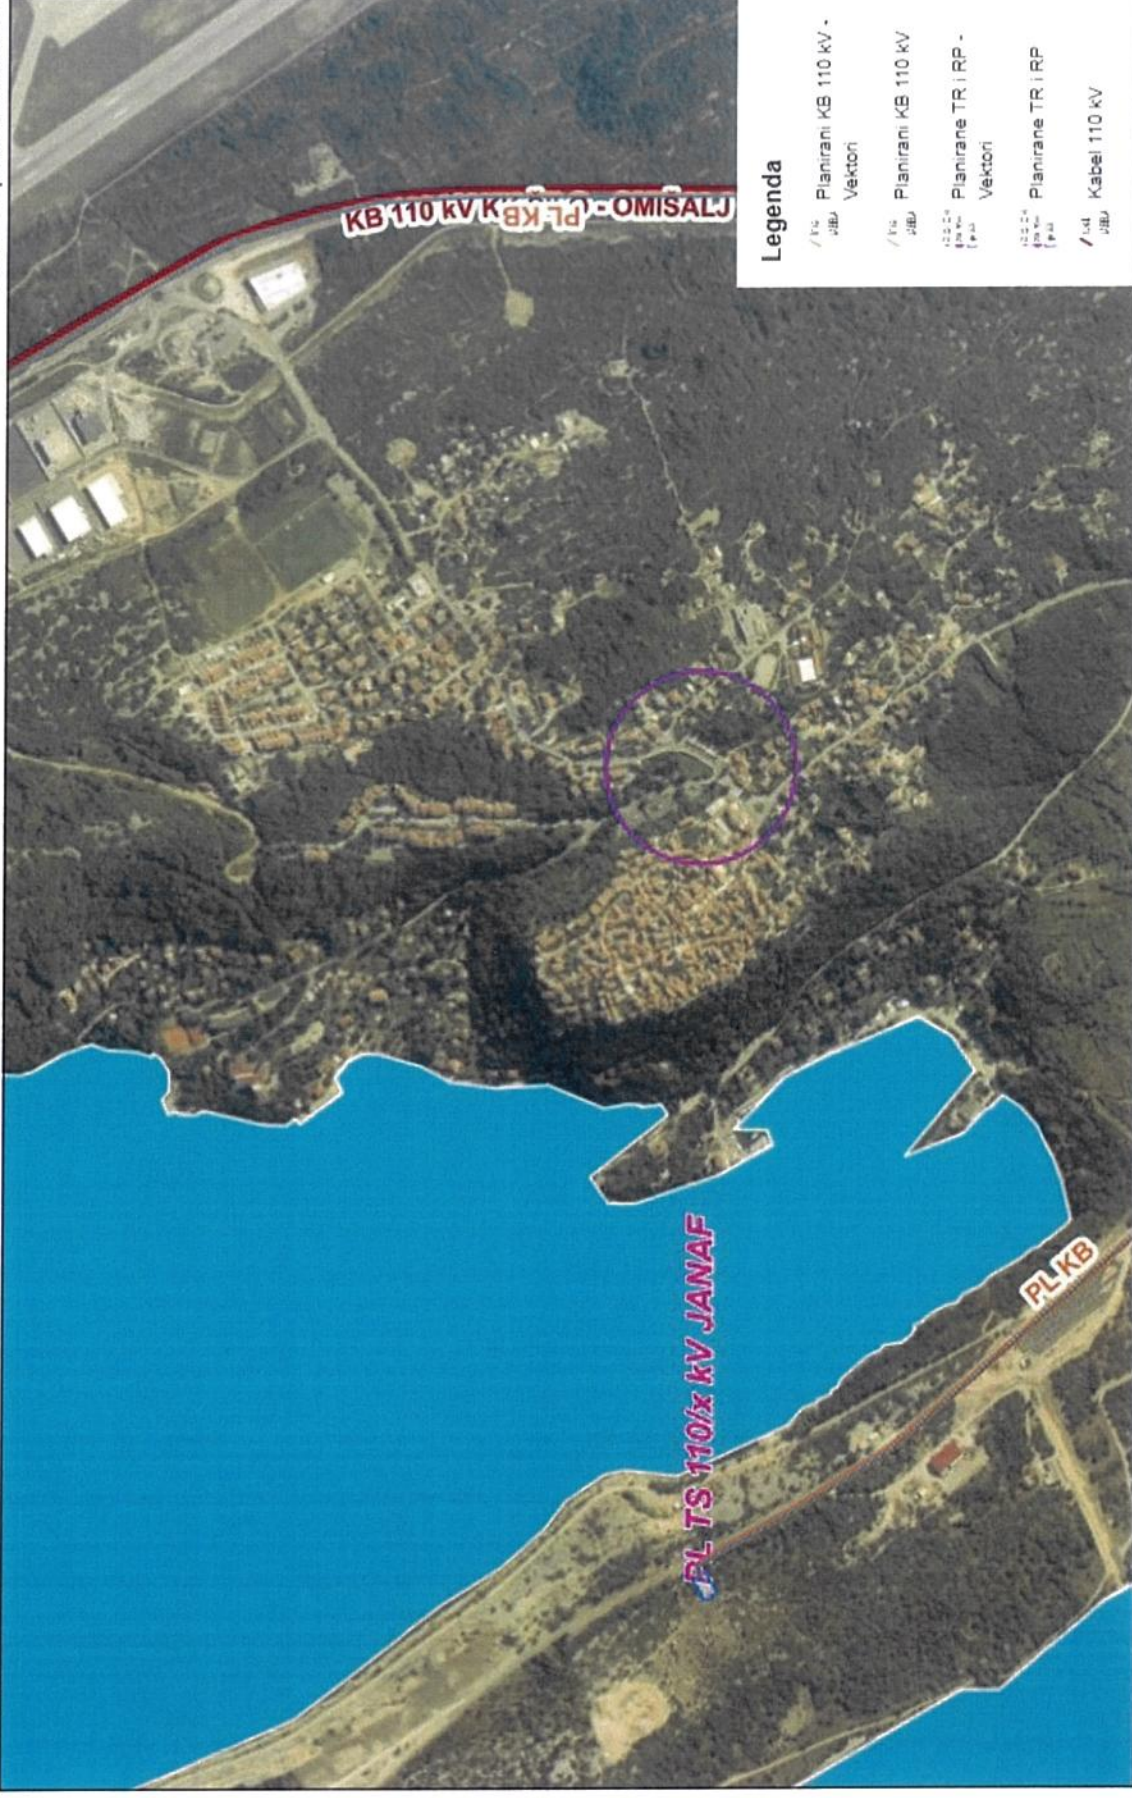 KB 110 kV K - OMIŠALJ
PL KB
PL TS 110/x kV JANAF
PL KB
Legenda
Planirani KB 110 kV -
Vektori
Planirani KB 110 kV
Planirane TR i RP -
Vektori
Planirane TR i RP
Kabel 110 kV